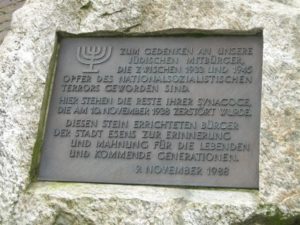 ZUM GEDENKEN AN UNSERE
JÜDISCHEN MITBÜRGER,
DIE ZWISCHEN 1933 UND 1945
OPFER DES NATIONALSOZIALISTISCHEN
TERRORS GEWORDEN SIND.
HIER STEHEN DIE RESTE IHRER SYNAGOGE,
DIE AM 10. NOVEMBER 1938 ZERSTÖRT WURDE.
DIESEN STEIN ERRICHTETEN BÜRGER
DER STADT ESENS ZUR ERINNERUNG
UND MAHNUNG FÜR DIE LEBENDEN
UND KOMMENDE GENERATIONEN.
NOVEMBER 1988